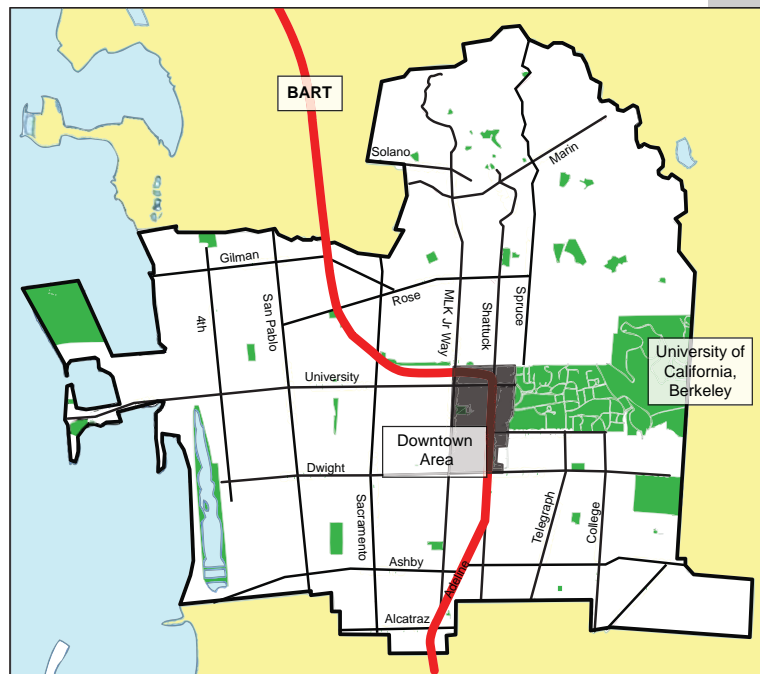 BART
Solano
Marin
Gilman
Rose
4th
San Pablo
MLK Jr Way
Shattuck
Spruce
University of
California,
Berkeley
University
Downtown
Area
Dwight
Sacramento
Telegraph
College
Ashby
Adeline
Alcatraz